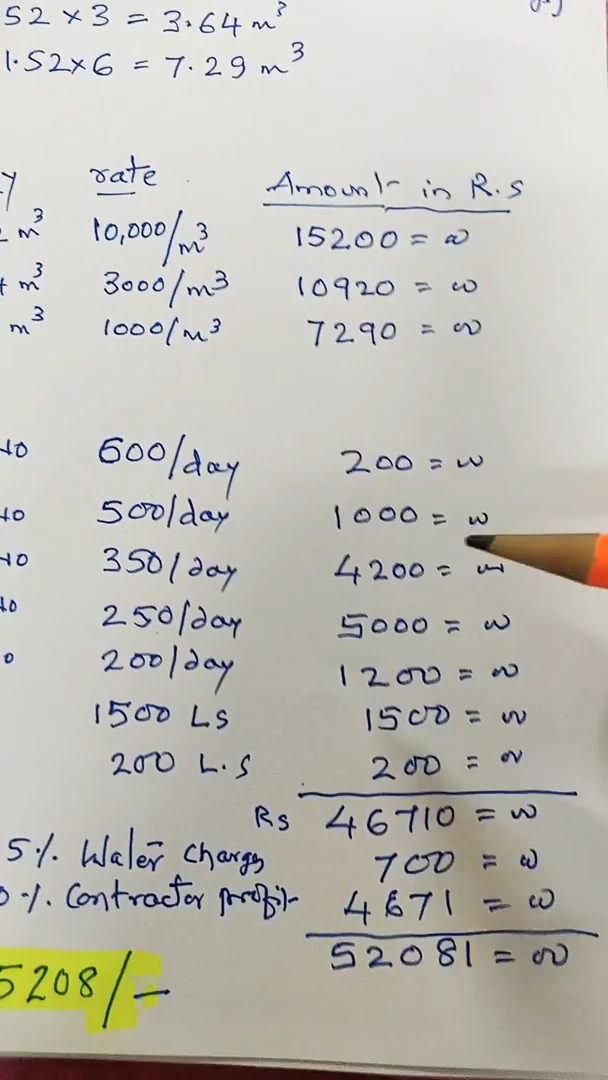 52 × 3 = 3.64 m³
1.52×6 = 7.29 m³
y rate Amount in R.S
m³ 10,000/m³ 15200 = 00
m³ 3000/m³ 10920 = 00
m³ 1000/m³ 7290 = 00
600/day 200 = 00
500/day 1000 = 00
350/day 4200 = 00
250/day 5000 = 00
200/day 1200 = 00
1500 LS 1500 = 00
200 L.S 200 = 00
Rs 46710 = 00
5%. Water charges 700 = 00
0%. Contractor profit 4671 = 00
52081 = 00
5208/-